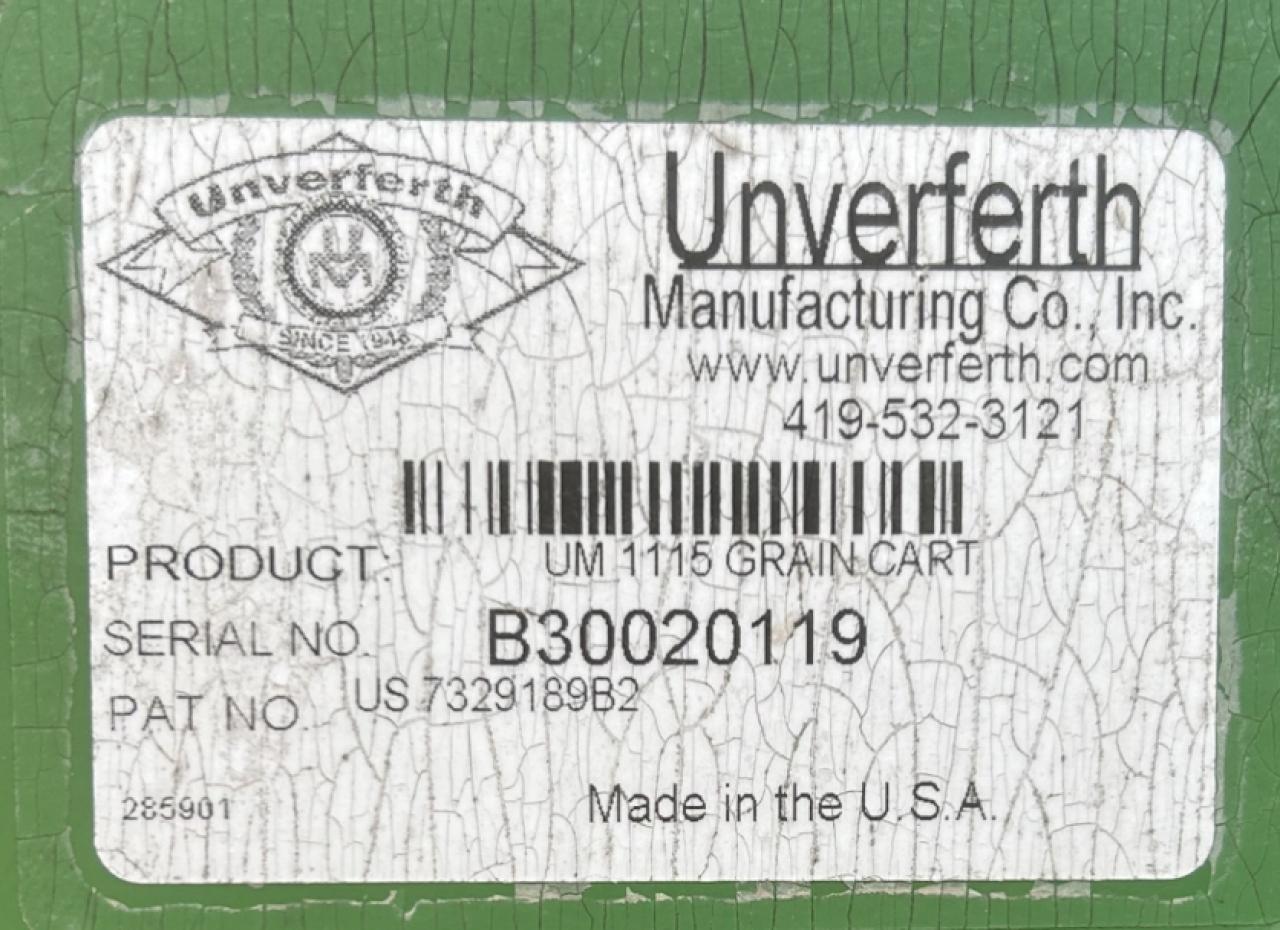 Unverferth
SINCE 1948
Unverferth
Manufacturing Co., Inc.
www.unverferth.com
419-532-3121
PRODUCT: UM 1115 GRAIN CART
SERIAL NO. B30020119
PAT NO. US 7329189B2
285901
Made in the U.S.A.